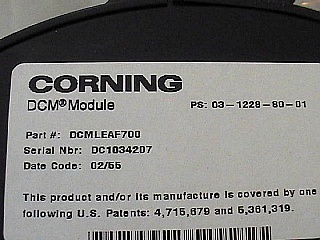 CORNING
DCM® Module PS: 03-1228-80-01
Part #: DCMLEAF700
Serial Nbr: DC1034207
Date Code: 02/55
This product and/or its manufacture is covered by one
following U.S. Patents: 4,715,679 and 5,361,319.